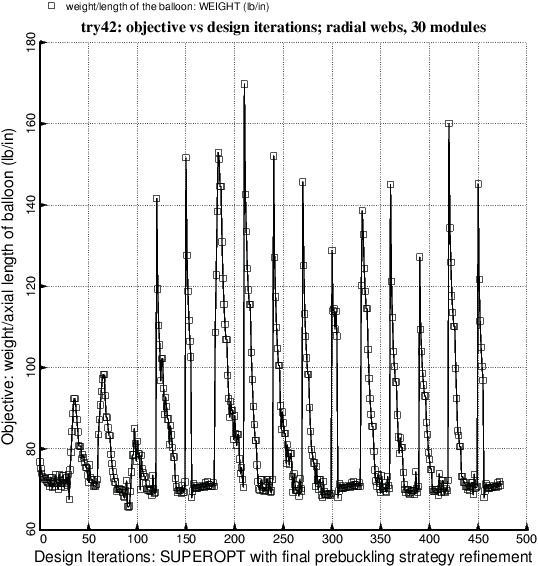 weight/length of the balloon: WEIGHT (lb/in)
try42: objective vs design iterations; radial webs, 30 modules
Objective: weight/axial length of balloon (lb/in)
180
160
140
120
100
80
60
0 50 100 150 200 250 300 350 400 450 500
Design Iterations: SUPEROPT with final prebuckling strategy refinement